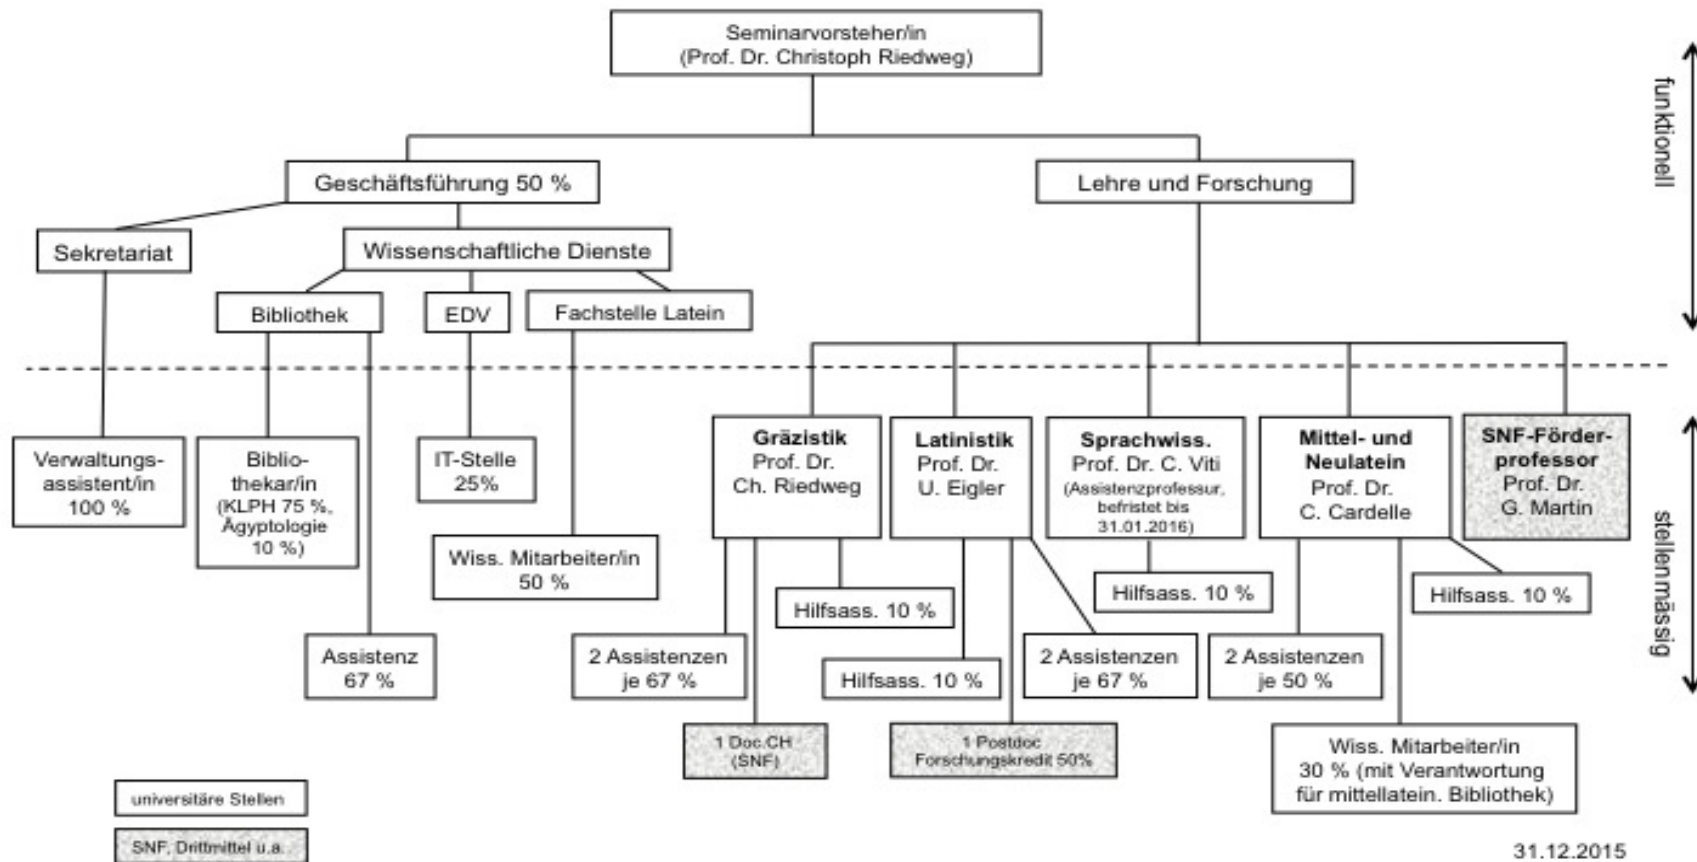 Seminarvorsteher/in
(Prof. Dr. Christoph Riedweg)
funktionell
Geschäftsführung 50 %
Lehre und Forschung
Sekretariat
Wissenschaftliche Dienste
Bibliothek
EDV
Fachstelle Latein
Verwaltungs-
assistent/in
100 %
Biblio-
thekar/in
(KLPH 75 %,
Ägyptologie
10 %)
IT-Stelle
25%
Wiss. Mitarbeiter/in
50 %
Assistenz
67 %
Gräzistik
Prof. Dr.
Ch. Riedweg
Latinistik
Prof. Dr.
U. Eigler
Sprachwiss.
Prof. Dr. C. Viti
(Assistenzprofessur,
befristet bis
31.01.2016)
Mittel- und
Neulatein
Prof. Dr.
C. Cardelle
SNF-Förder-
professor
Prof. Dr.
G. Martin
stellenmässig
Hilfsass. 10 %
Hilfsass. 10 %
Hilfsass. 10 %
2 Assistenzen
je 67 %
Hilfsass. 10 %
2 Assistenzen
je 67 %
2 Assistenzen
je 50 %
1 Doc.CH
(SNF)
1 Postdoc
Forschungskredit 50%
Wiss. Mitarbeiter/in
30 % (mit Verantwortung
für mittellatein. Bibliothek)
universitäre Stellen
SNF, Drittmittel u.a.
31.12.2015